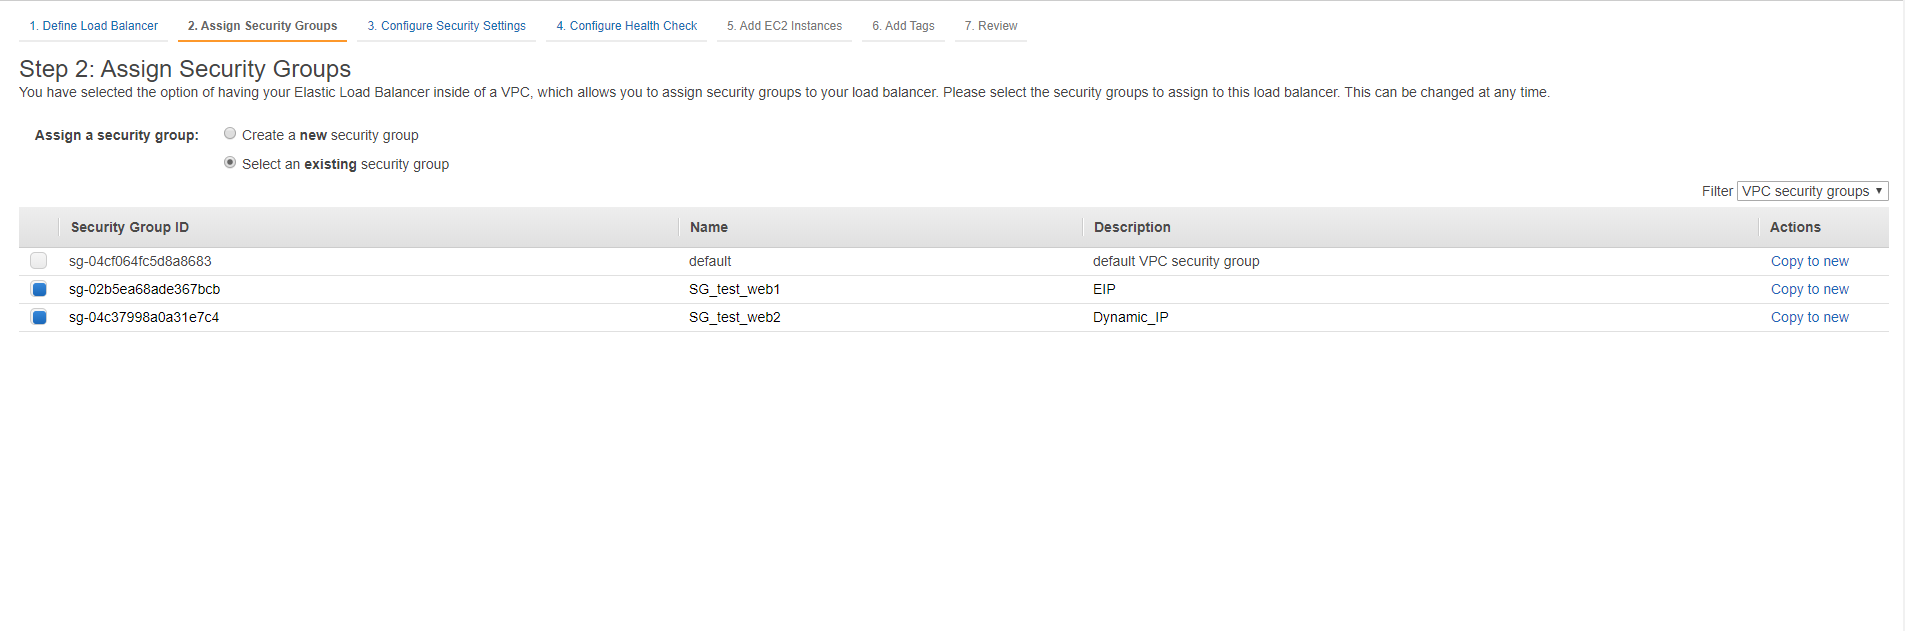 1. Define Load Balancer 2. Assign Security Groups 3. Configure Security Settings 4. Configure Health Check 5. Add EC2 Instances 6. Add Tags 7. Review
Step 2: Assign Security Groups
You have selected the option of having your Elastic Load Balancer inside of a VPC, which allows you to assign security groups to your load balancer. Please select the security groups to assign to this load balancer. This can be changed at any time.
Assign a security group: Create a new security group
Select an existing security group
Filter VPC security groups
Security Group ID Name Description Actions
sg-04cf064fc5d8a8683 default default VPC security group Copy to new
sg-02b5ea68ade367bcb SG_test_web1 EIP Copy to new
sg-04c37998a0a31e7c4 SG_test_web2 Dynamic_IP Copy to new